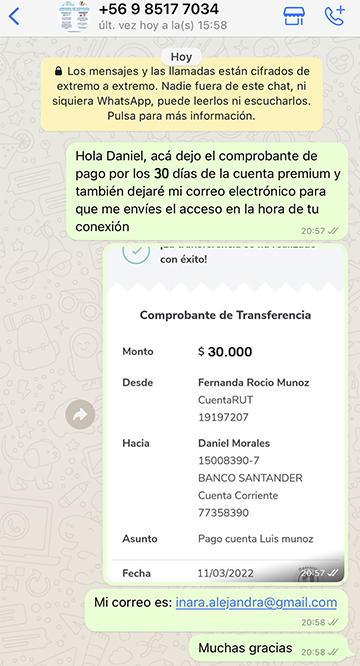 +56 9 8517 7034
últ. vez hoy a la(s) 15:58
Hoy
Los mensajes y las llamadas están cifrados de
extremo a extremo. Nadie fuera de este chat, ni
siquiera WhatsApp, puede leerlos ni escucharlos.
Pulsa para más información.
Hola Daniel, acá dejo el comprobante de
pago por los 30 días de la cuenta premium y
también dejaré mi correo electrónico para
que me envíes el acceso en la hora de tu
conexión
20:57
con éxito!
Comprobante de Transferencia
Monto $ 30.000
Desde Fernanda Rocio Munoz
CuentaRUT
19197207
Hacia Daniel Morales
15008390-7
BANCO SANTANDER
Cuenta Corriente
77358390
Asunto Pago cuenta Luis munoz
Fecha 11/03/2022
20:57
Mi correo es: inara.alejandra@gmail.com
20:58
Muchas gracias 20:58